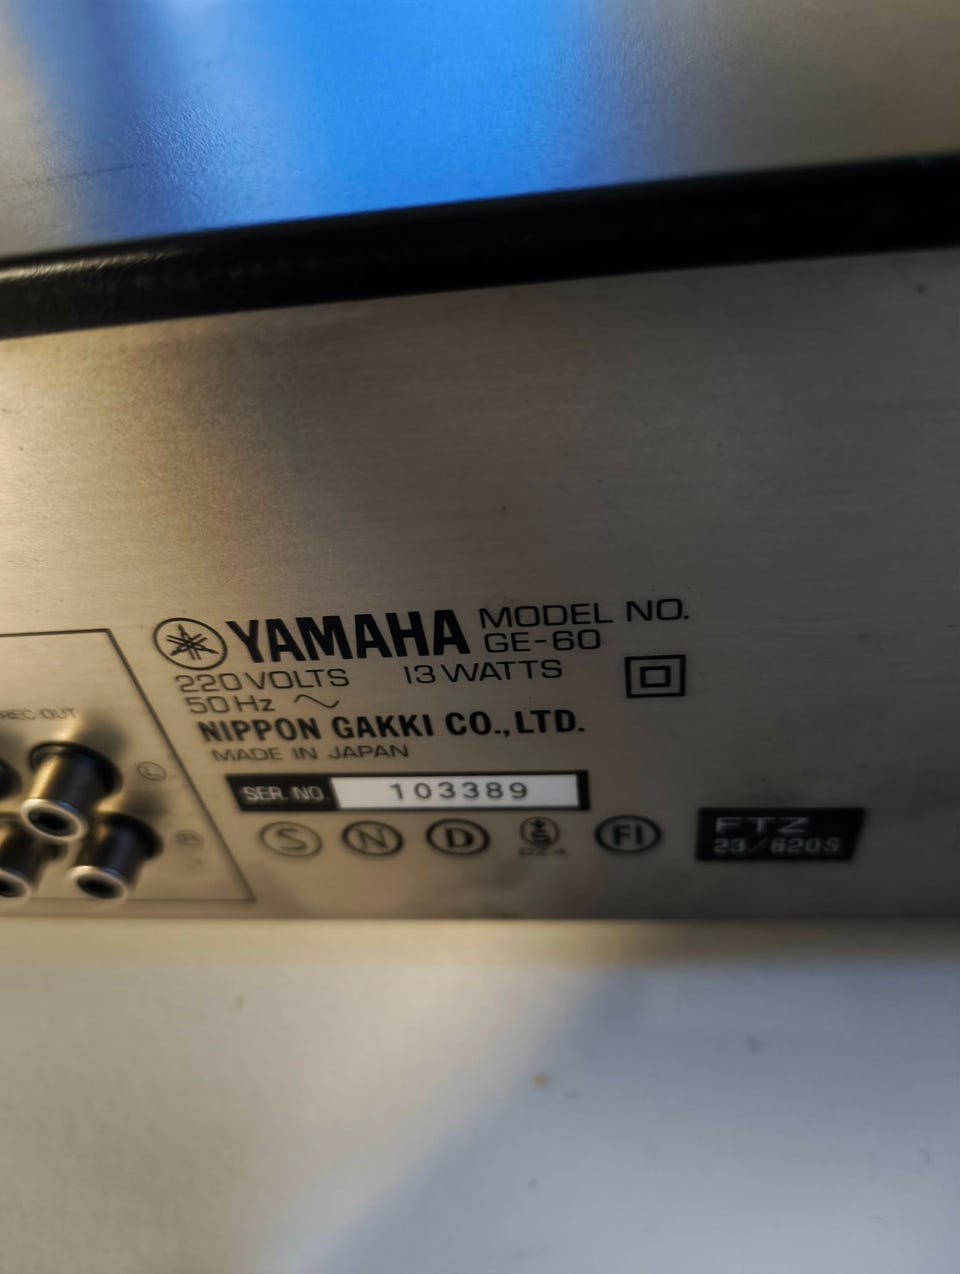 YAMAHA MODEL NO.
GE-60
220 VOLTS 13 WATTS
50 Hz
NIPPON GAKKI CO., LTD.
MADE IN JAPAN
REC OUT
L
R
SER. NO. 103389
S N D FI
FTZ
23/620S